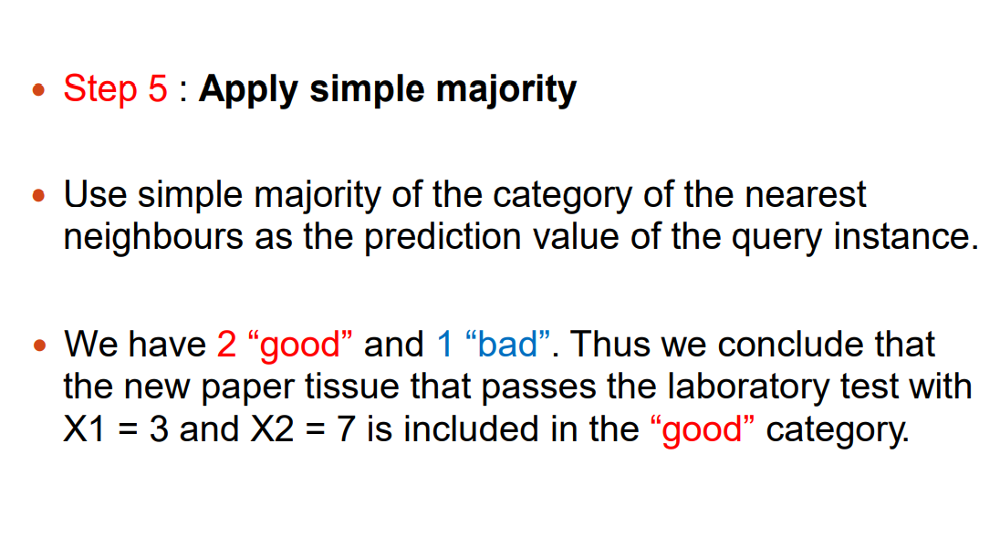 • Step 5 : Apply simple majority
• Use simple majority of the category of the nearest
neighbours as the prediction value of the query instance.
• We have 2 “good” and 1 “bad”. Thus we conclude that
the new paper tissue that passes the laboratory test with
X1 = 3 and X2 = 7 is included in the “good” category.